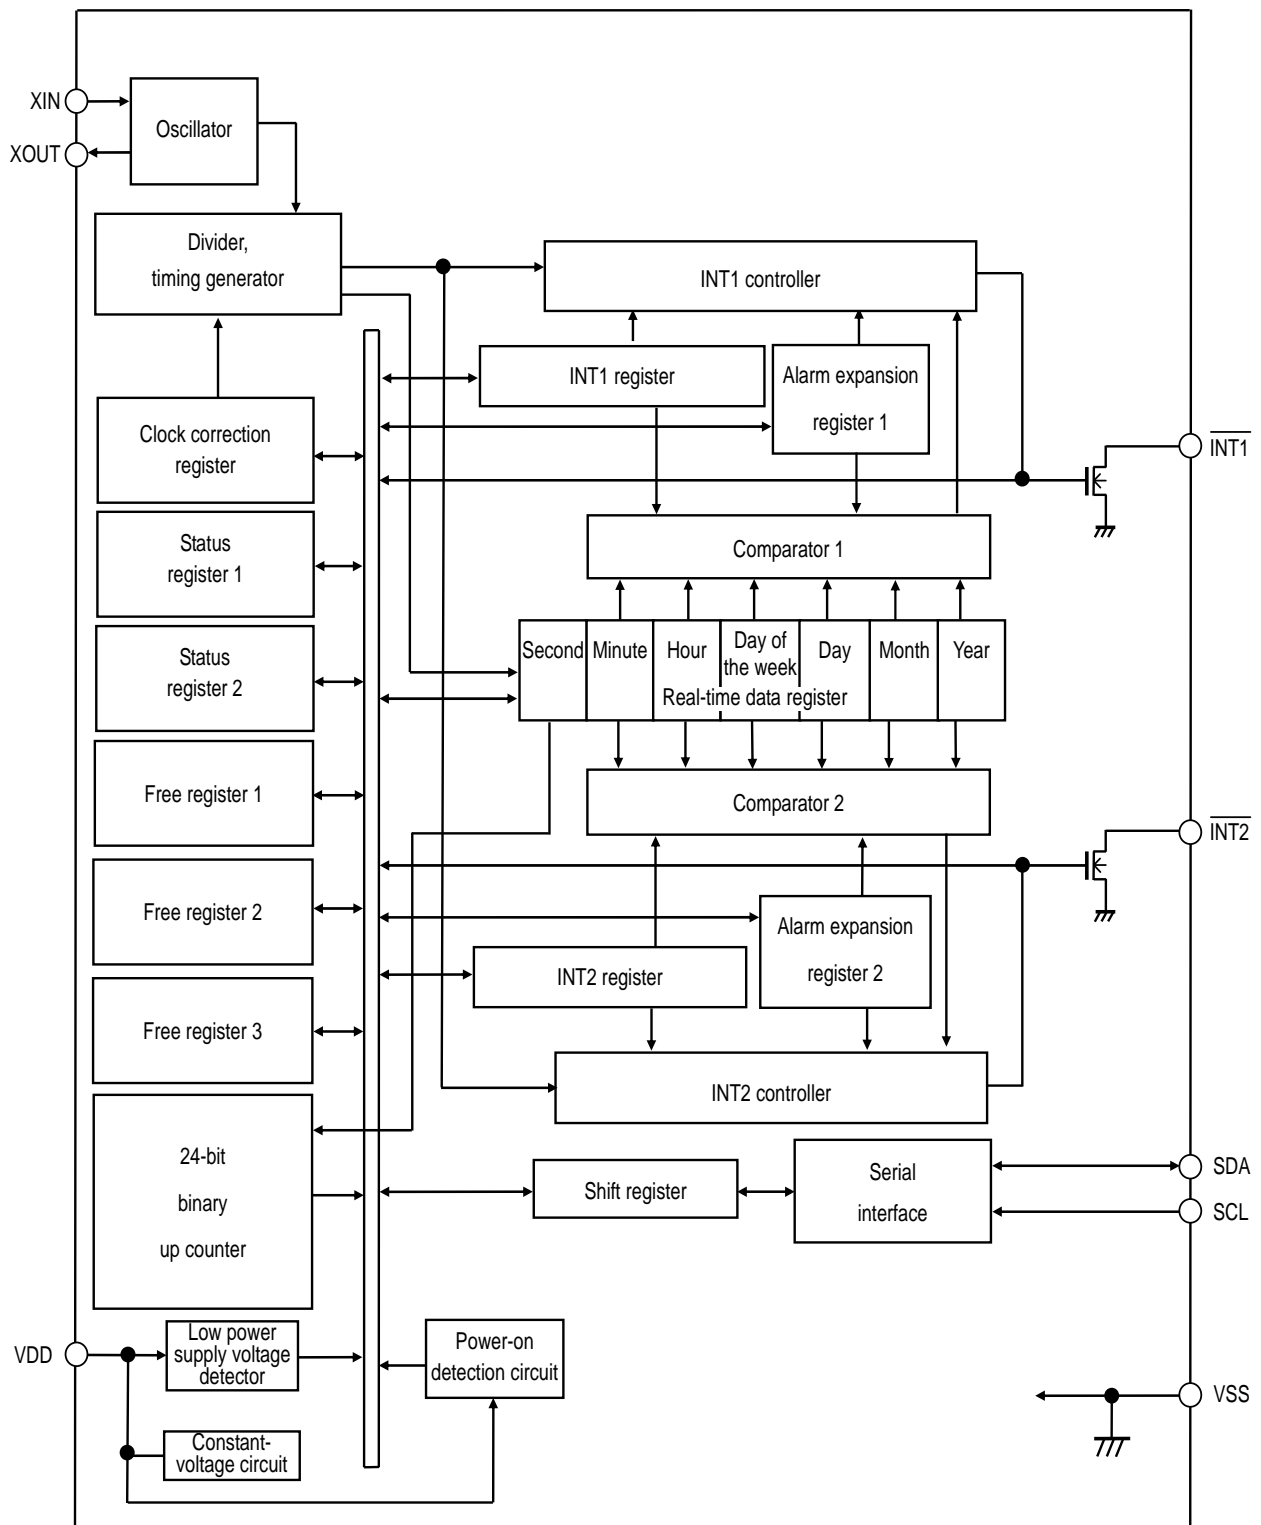 XIN
XOUT
Oscillator
Divider,
timing generator
INT1 controller
INT1 register
Alarm expansion
register 1
Clock correction
register
INT1
Status
register 1
Comparator 1
Status
register 2
Second
Minute
Hour
Day of
the week
Day
Month
Year
Real-time data register
Free register 1
Comparator 2
INT2
Free register 2
Alarm expansion
register 2
INT2 register
Free register 3
INT2 controller
24-bit
binary
up counter
Shift register
Serial
interface
SDA
SCL
VDD
Low power
supply voltage
detector
Power-on
detection circuit
Constant-
voltage circuit
VSS